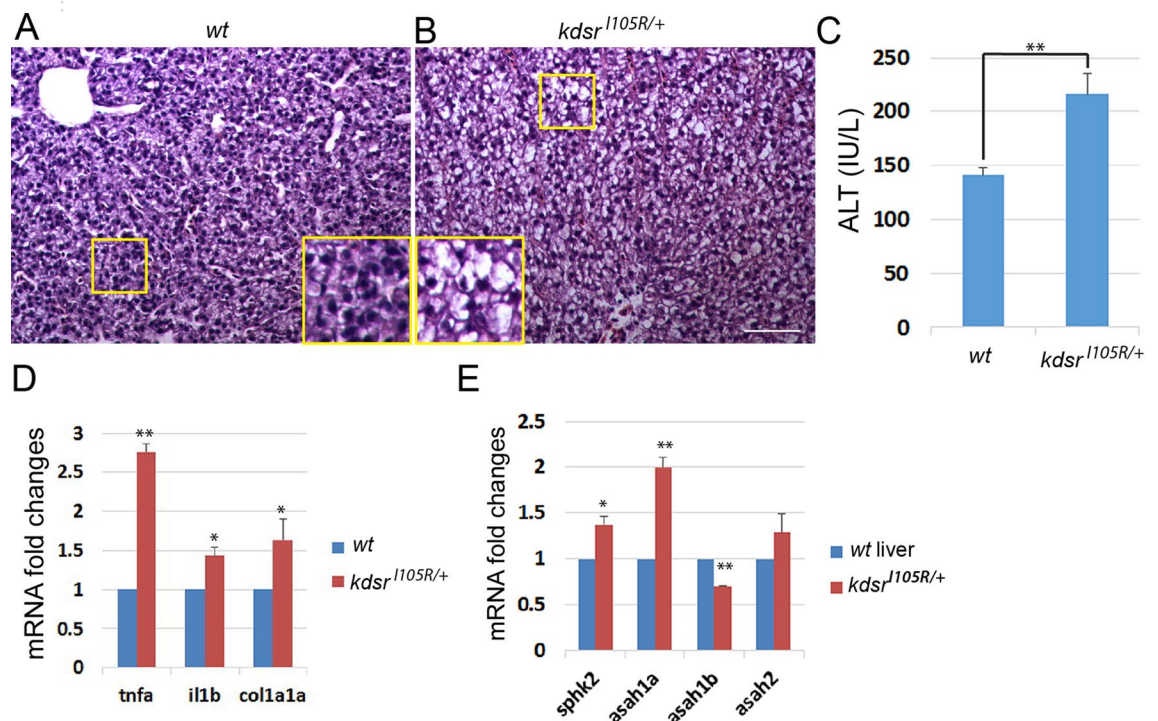 A
wt
B
kdsr I105R/+
C
**
250
200
150
100
50
0
ALT (IU/L)
wt
kdsr I105R/+
D
3
2.5
2
1.5
1
0.5
0
mRNA fold changes
**
*
*
tnfa
il1b
col1a1a
wt
kdsr I105R/+
E
2.5
2
1.5
1
0.5
0
mRNA fold changes
*
**
**
sphk2
asah1a
asah1b
asah2
wt liver
kdsr I105R/+